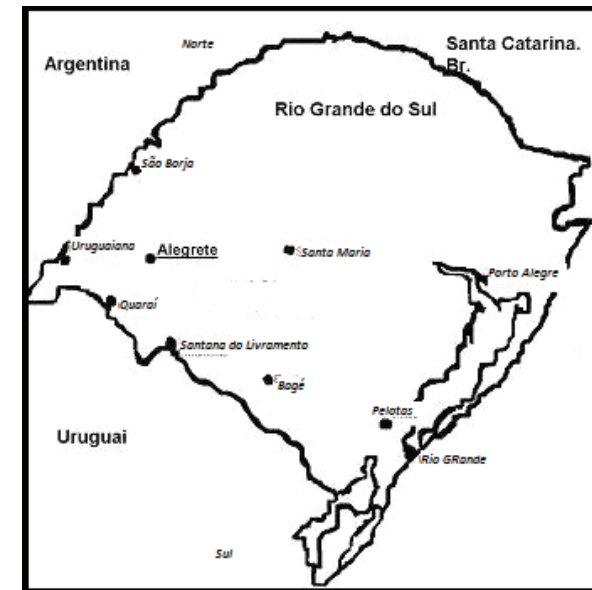 Norte
Santa Catarina.
Br.
Argentina
Rio Grande do Sul
São Borja
Uruguaiana
Alegrete
Santa Maria
Porto Alegre
Quaraí
Santana do Livramento
Bagé
Pelotas
Uruguai
Rio GRande
Sul